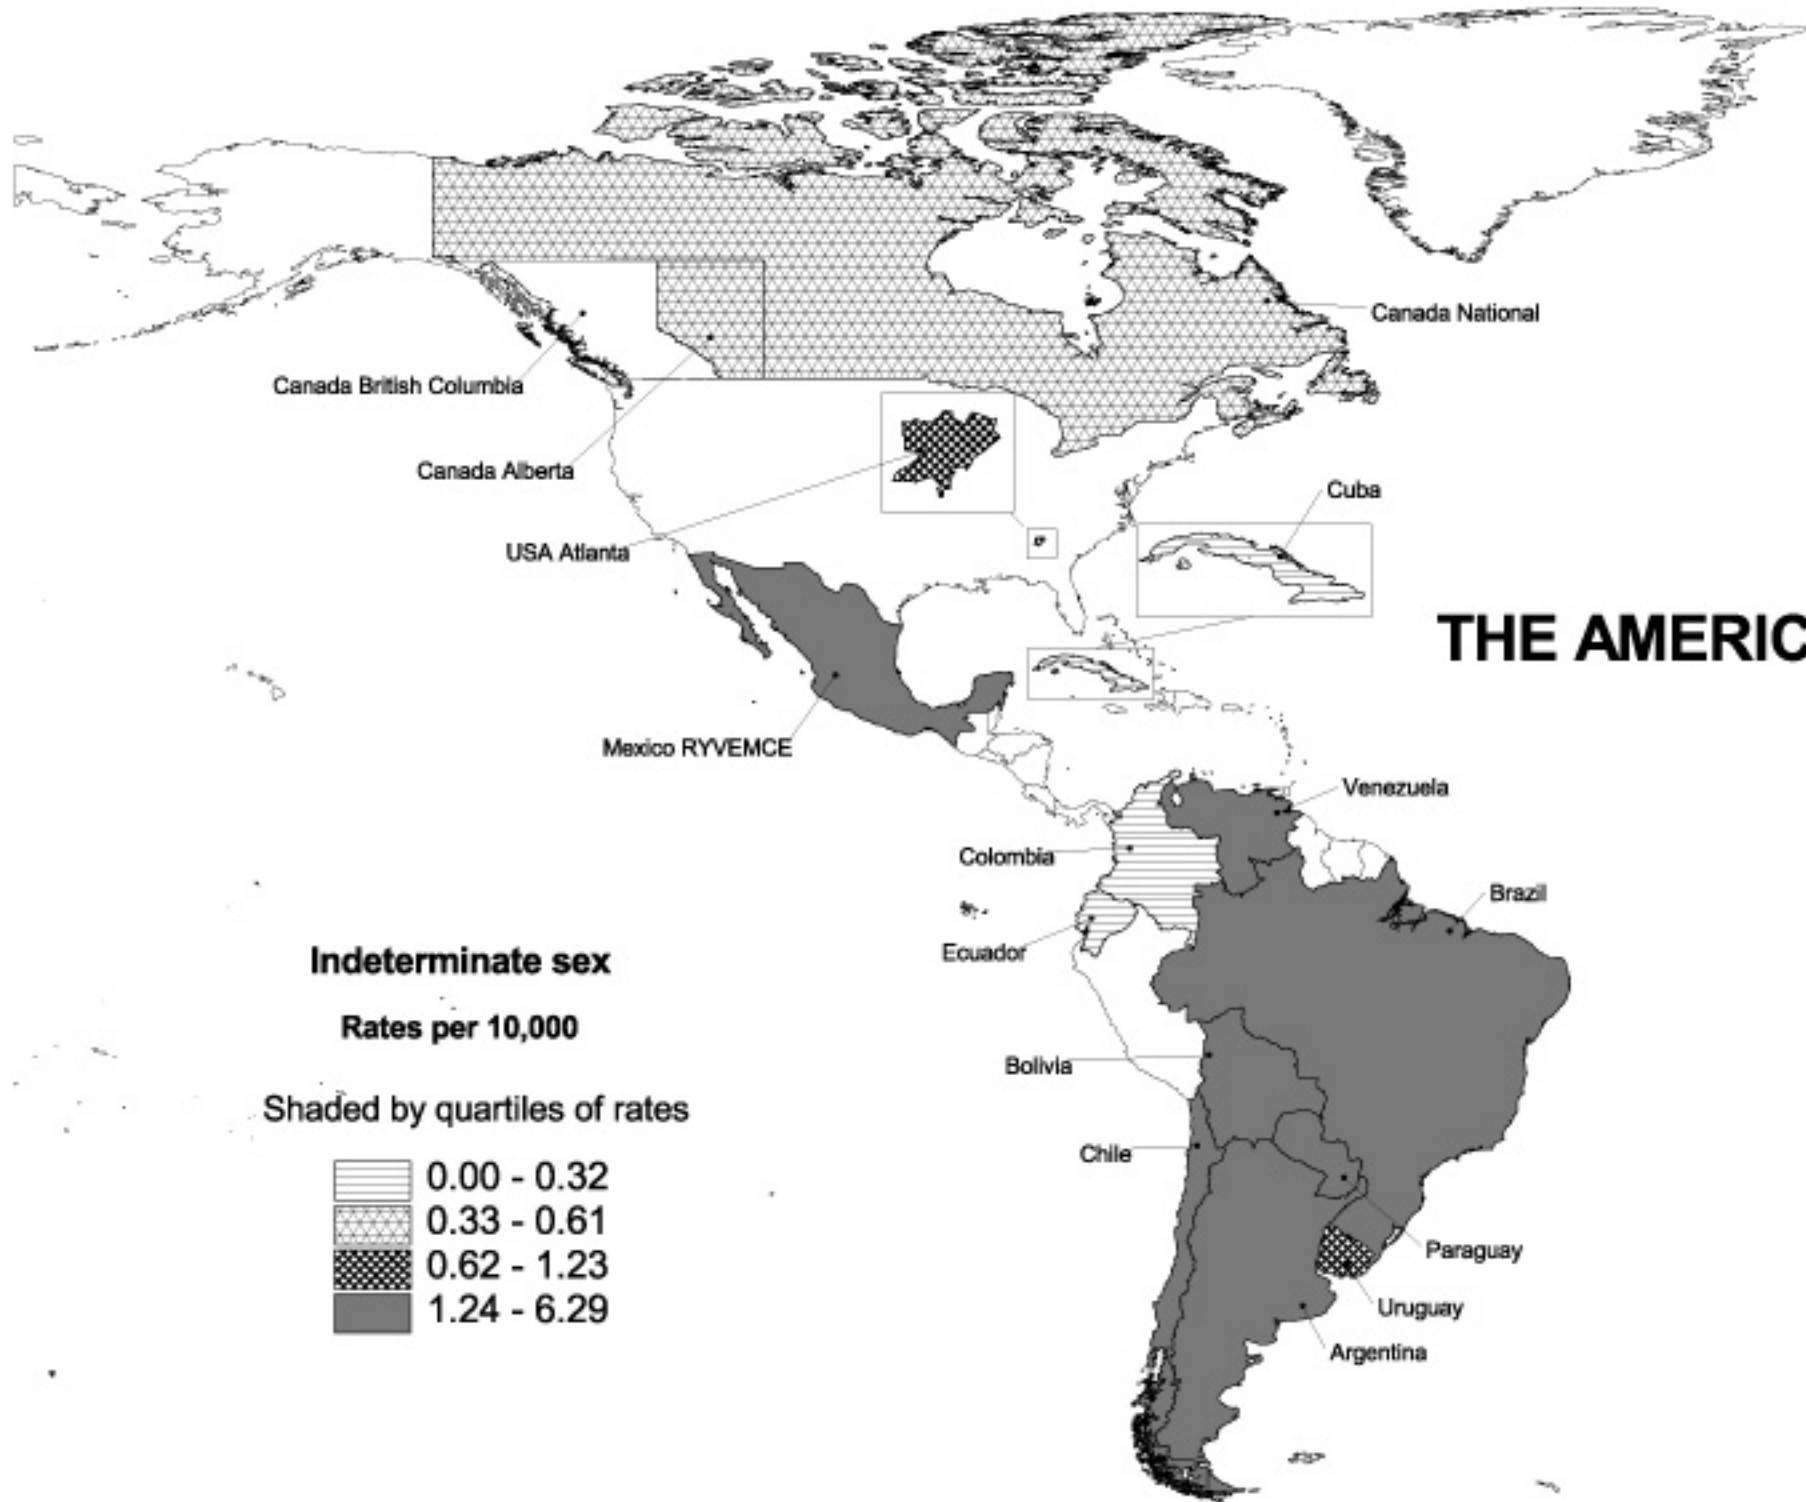 Canada National
Canada British Columbia
Canada Alberta
Cuba
USA Atlanta
THE AMERIC
Mexico RYVEMCE
Venezuela
Colombia
Brazil
Ecuador
Indeterminate sex
Rates per 10,000
Bolivia
Shaded by quartiles of rates
Chile
0.00 - 0.32
0.33 - 0.61
Paraguay
0.62 - 1.23
Uruguay
1.24 - 6.29
Argentina